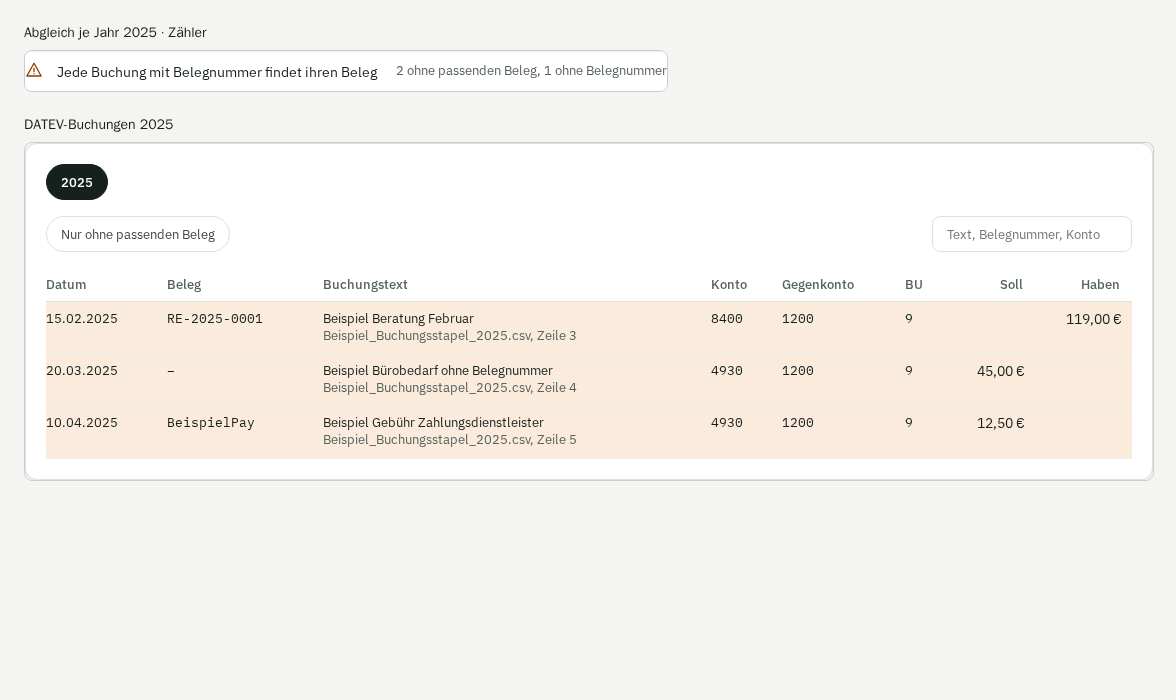 Abgleich je Jahr 2025 · Zähler
Jede Buchung mit Belegnummer findet ihren Beleg 2 ohne passenden Beleg, 1 ohne Belegnummer
DATEV-Buchungen 2025
2025
Nur ohne passenden Beleg Text, Belegnummer, Konto
Datum Beleg Buchungstext Konto Gegenkonto BU Soll Haben
15.02.2025 RE-2025-0001 Beispiel Beratung Februar 8400 1200 9 119,00 €
Beispiel_Buchungsstapel_2025.csv, Zeile 3
20.03.2025 – Beispiel Bürobedarf ohne Belegnummer 4930 1200 9 45,00 €
Beispiel_Buchungsstapel_2025.csv, Zeile 4
10.04.2025 BeispielPay Beispiel Gebühr Zahlungsdienstleister 4930 1200 9 12,50 €
Beispiel_Buchungsstapel_2025.csv, Zeile 5